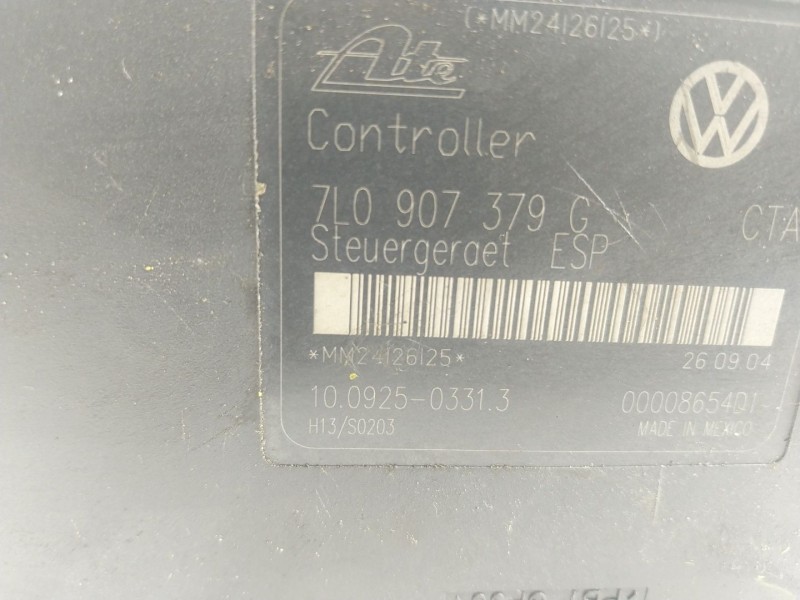 (*MM24126125*)
Ate
Controller
7L0 907 379 G CTA
Steuergeraet ESP
*MM24126125*
26 09 04
10.0925-0331.3
0000865401
H13/S0203
MADE IN MEXICO